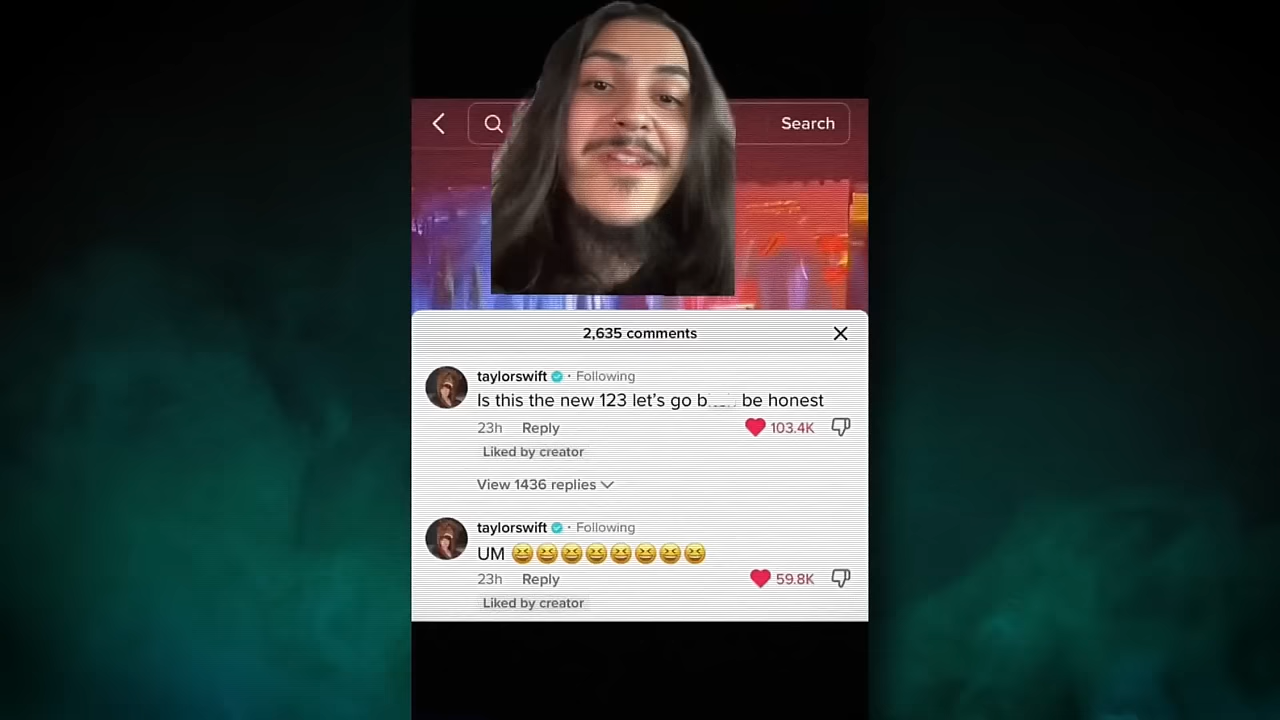 Search
2,635 comments
taylorswift · Following
Is this the new 123 let's go b be honest
23h Reply 103.4K
Liked by creator
View 1436 replies
taylorswift · Following
UM 😆😆😆😆😆😆😆😆
23h Reply 59.8K
Liked by creator